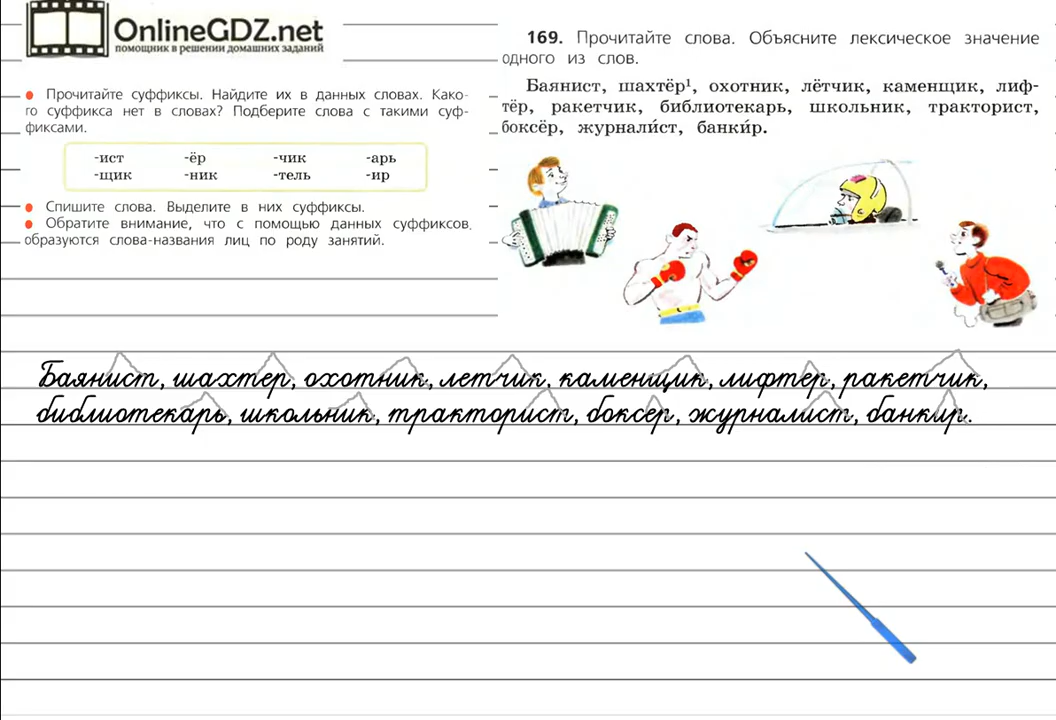 OnlineGDZ.net
помощник в решении домашних заданий
• Прочитайте суффиксы. Найдите их в данных словах. Како-
го суффикса нет в словах? Подберите слова с такими суф-
фиксами.
-ист -ёр -чик -арь
-щик -ник -тель -ир
• Спишите слова. Выделите в них суффиксы.
• Обратите внимание, что с помощью данных суффиксов
образуются слова-названия лиц по роду занятий.
169. Прочитайте слова. Объясните лексическое значение
одного из слов.
Баянист, шахтёр¹, охотник, лётчик, каменщик, лиф-
тёр, ракетчик, библиотекарь, школьник, тракторист,
боксёр, журнали́ст, банки́р.
Баянист, шахтер, охотник, летчик, каменщик, лифтер, ракетчик,
библиотекарь, школьник, тракторист, боксер, журналист, банкир.